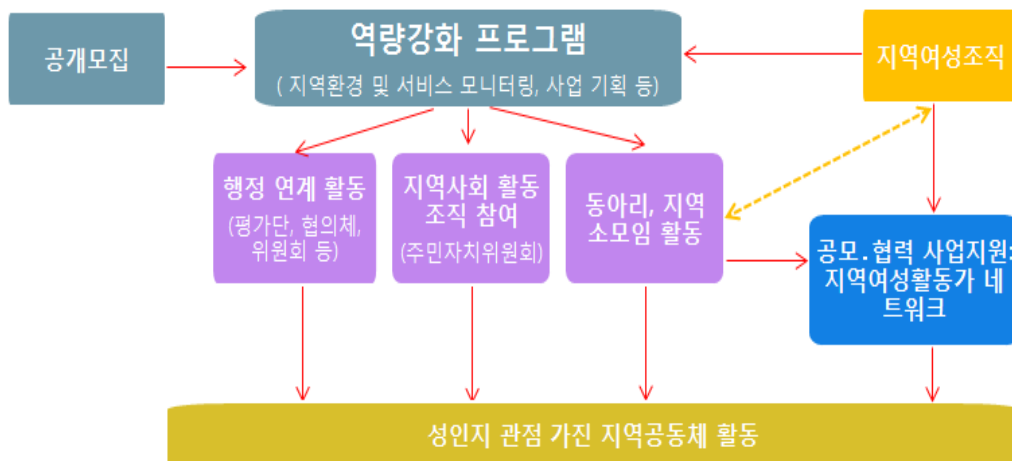 공개모집
역량강화 프로그램
( 지역환경 및 서비스 모니터링, 사업 기획 등)
지역여성조직
행정 연계 활동
(평가단, 협의체,
위원회 등)
지역사회 활동
조직 참여
(주민자치위원회)
동아리, 지역
소모임 활동
공모.협력 사업지원:
지역여성활동가 네
트워크
성인지 관점 가진 지역공동체 활동